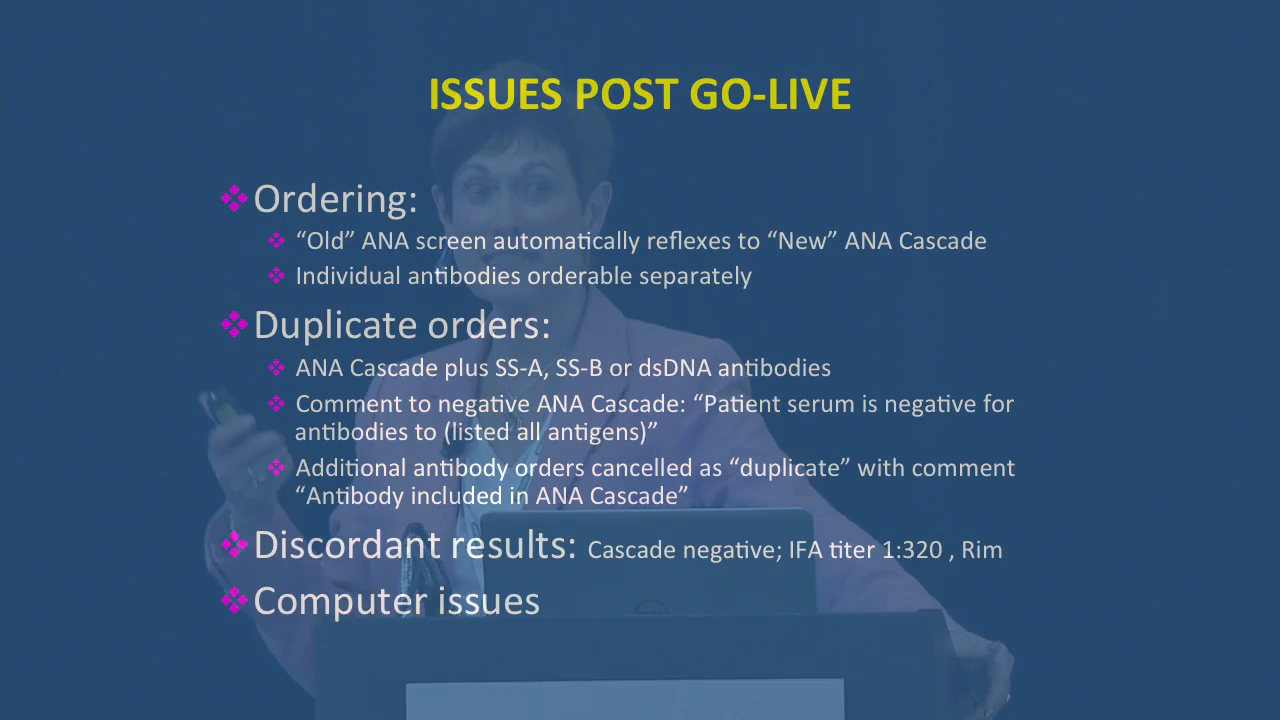 ISSUES POST GO-LIVE
Ordering:
“Old” ANA screen automatically reflexes to “New” ANA Cascade
Individual antibodies orderable separately
Duplicate orders:
ANA Cascade plus SS-A, SS-B or dsDNA antibodies
Comment to negative ANA Cascade: “Patient serum is negative for
antibodies to (listed all antigens)”
Additional antibody orders cancelled as “duplicate” with comment
“Antibody included in ANA Cascade”
Discordant results: Cascade negative; IFA titer 1:320 , Rim
Computer issues